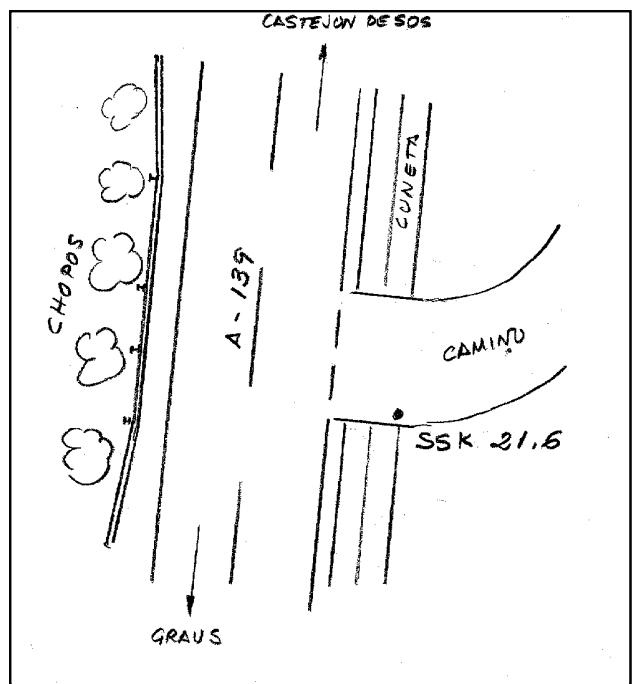 CASTEJON DE SOS
CUNETA
CHOPOS
A-139
CAMINO
SSK 21.6
GRAUS